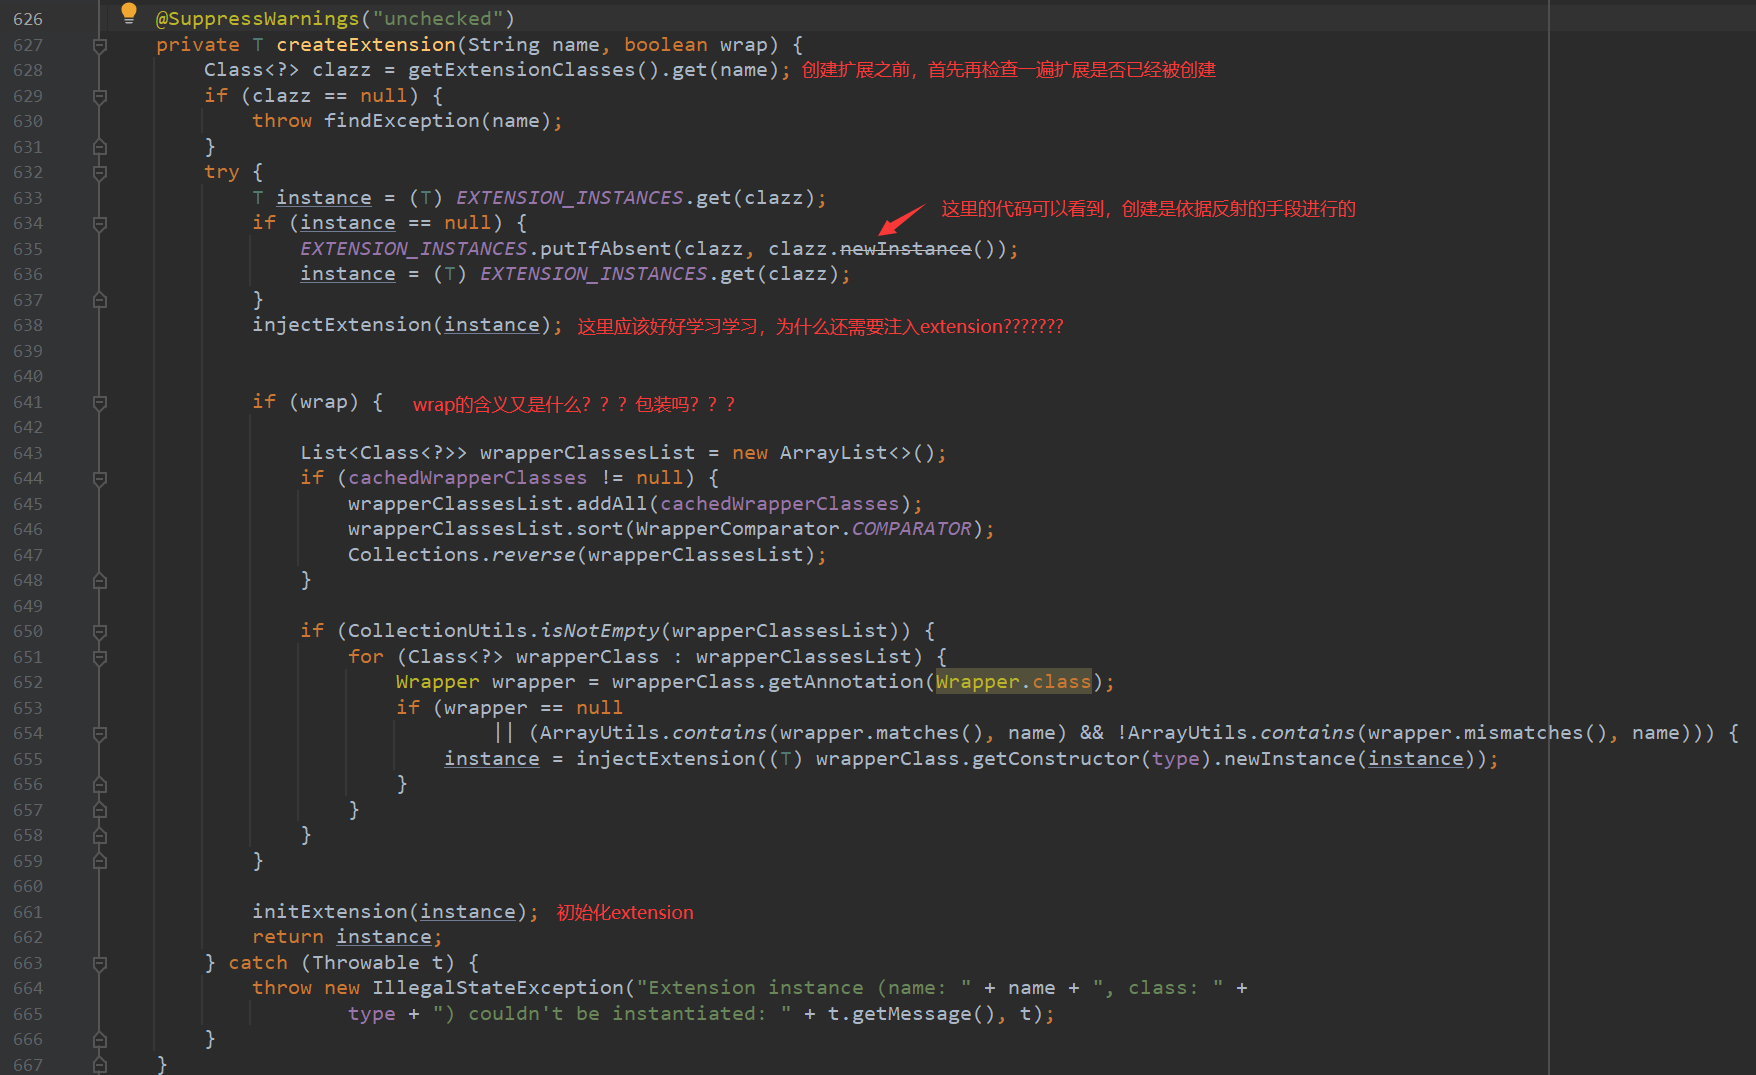 626 @SuppressWarnings("unchecked")
627 private T createExtension(String name, boolean wrap) {
628 Class<?> clazz = getExtensionClasses().get(name); 创建扩展之前，首先再检查一遍扩展是否已经被创建
629 if (clazz == null) {
630 throw findException(name);
631 }
632 try {
633 T instance = (T) EXTENSION_INSTANCES.get(clazz);
这里的代码可以看到，创建是依据反射的手段进行的
634 if (instance == null) {
635 EXTENSION_INSTANCES.putIfAbsent(clazz, clazz.newInstance());
636 instance = (T) EXTENSION_INSTANCES.get(clazz);
637 }
638 injectExtension(instance); 这里应该好好学习学习，为什么还需要注入extension???????
639
640
641 if (wrap) { wrap的含义又是什么？？？包装吗？？？
642
643 List<Class<?>> wrapperClassesList = new ArrayList<>();
644 if (cachedWrapperClasses != null) {
645 wrapperClassesList.addAll(cachedWrapperClasses);
646 wrapperClassesList.sort(WrapperComparator.COMPARATOR);
647 Collections.reverse(wrapperClassesList);
648 }
649
650 if (CollectionUtils.isNotEmpty(wrapperClassesList)) {
651 for (Class<?> wrapperClass : wrapperClassesList) {
652 Wrapper wrapper = wrapperClass.getAnnotation(Wrapper.class);
653 if (wrapper == null
654 || (ArrayUtils.contains(wrapper.matches(), name) && !ArrayUtils.contains(wrapper.mismatches(), name))) {
655 instance = injectExtension((T) wrapperClass.getConstructor(type).newInstance(instance));
656 }
657 }
658 }
659 }
660
661 initExtension(instance); 初始化extension
662 return instance;
663 } catch (Throwable t) {
664 throw new IllegalStateException("Extension instance (name: " + name + ", class: " +
665 type + ") couldn't be instantiated: " + t.getMessage(), t);
666 }
667 }